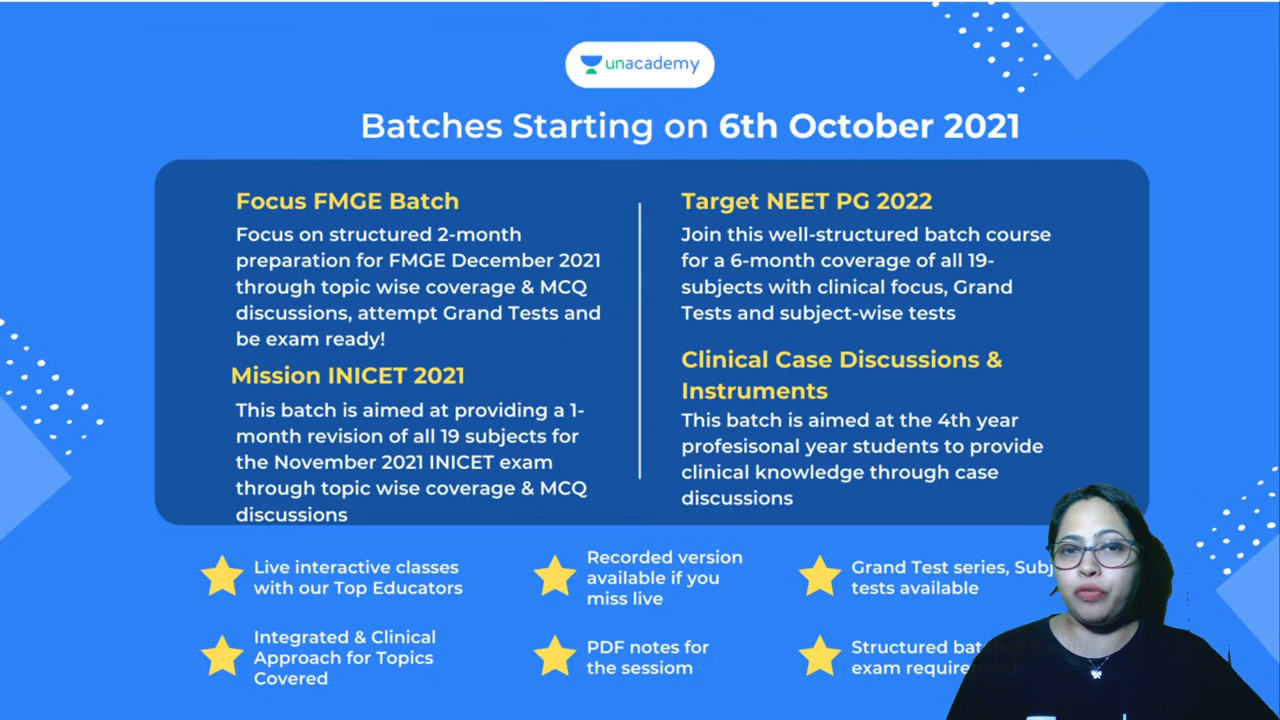 unacademy
Batches Starting on 6th October 2021
Focus FMGE Batch
Focus on structured 2-month
preparation for FMGE December 2021
through topic wise coverage & MCQ
discussions, attempt Grand Tests and
be exam ready!
Mission INICET 2021
This batch is aimed at providing a 1-
month revision of all 19 subjects for
the November 2021 INICET exam
through topic wise coverage & MCQ
discussions
Target NEET PG 2022
Join this well-structured batch course
for a 6-month coverage of all 19-
subjects with clinical focus, Grand
Tests and subject-wise tests
Clinical Case Discussions &
Instruments
This batch is aimed at the 4th year
profesisonal year students to provide
clinical knowledge through case
discussions
Live interactive classes
with our Top Educators
Recorded version
available if you
miss live
Grand Test series,
tests available
Integrated & Clinical
Approach for Topics
Covered
PDF notes for
the sessiom
Structured
exam